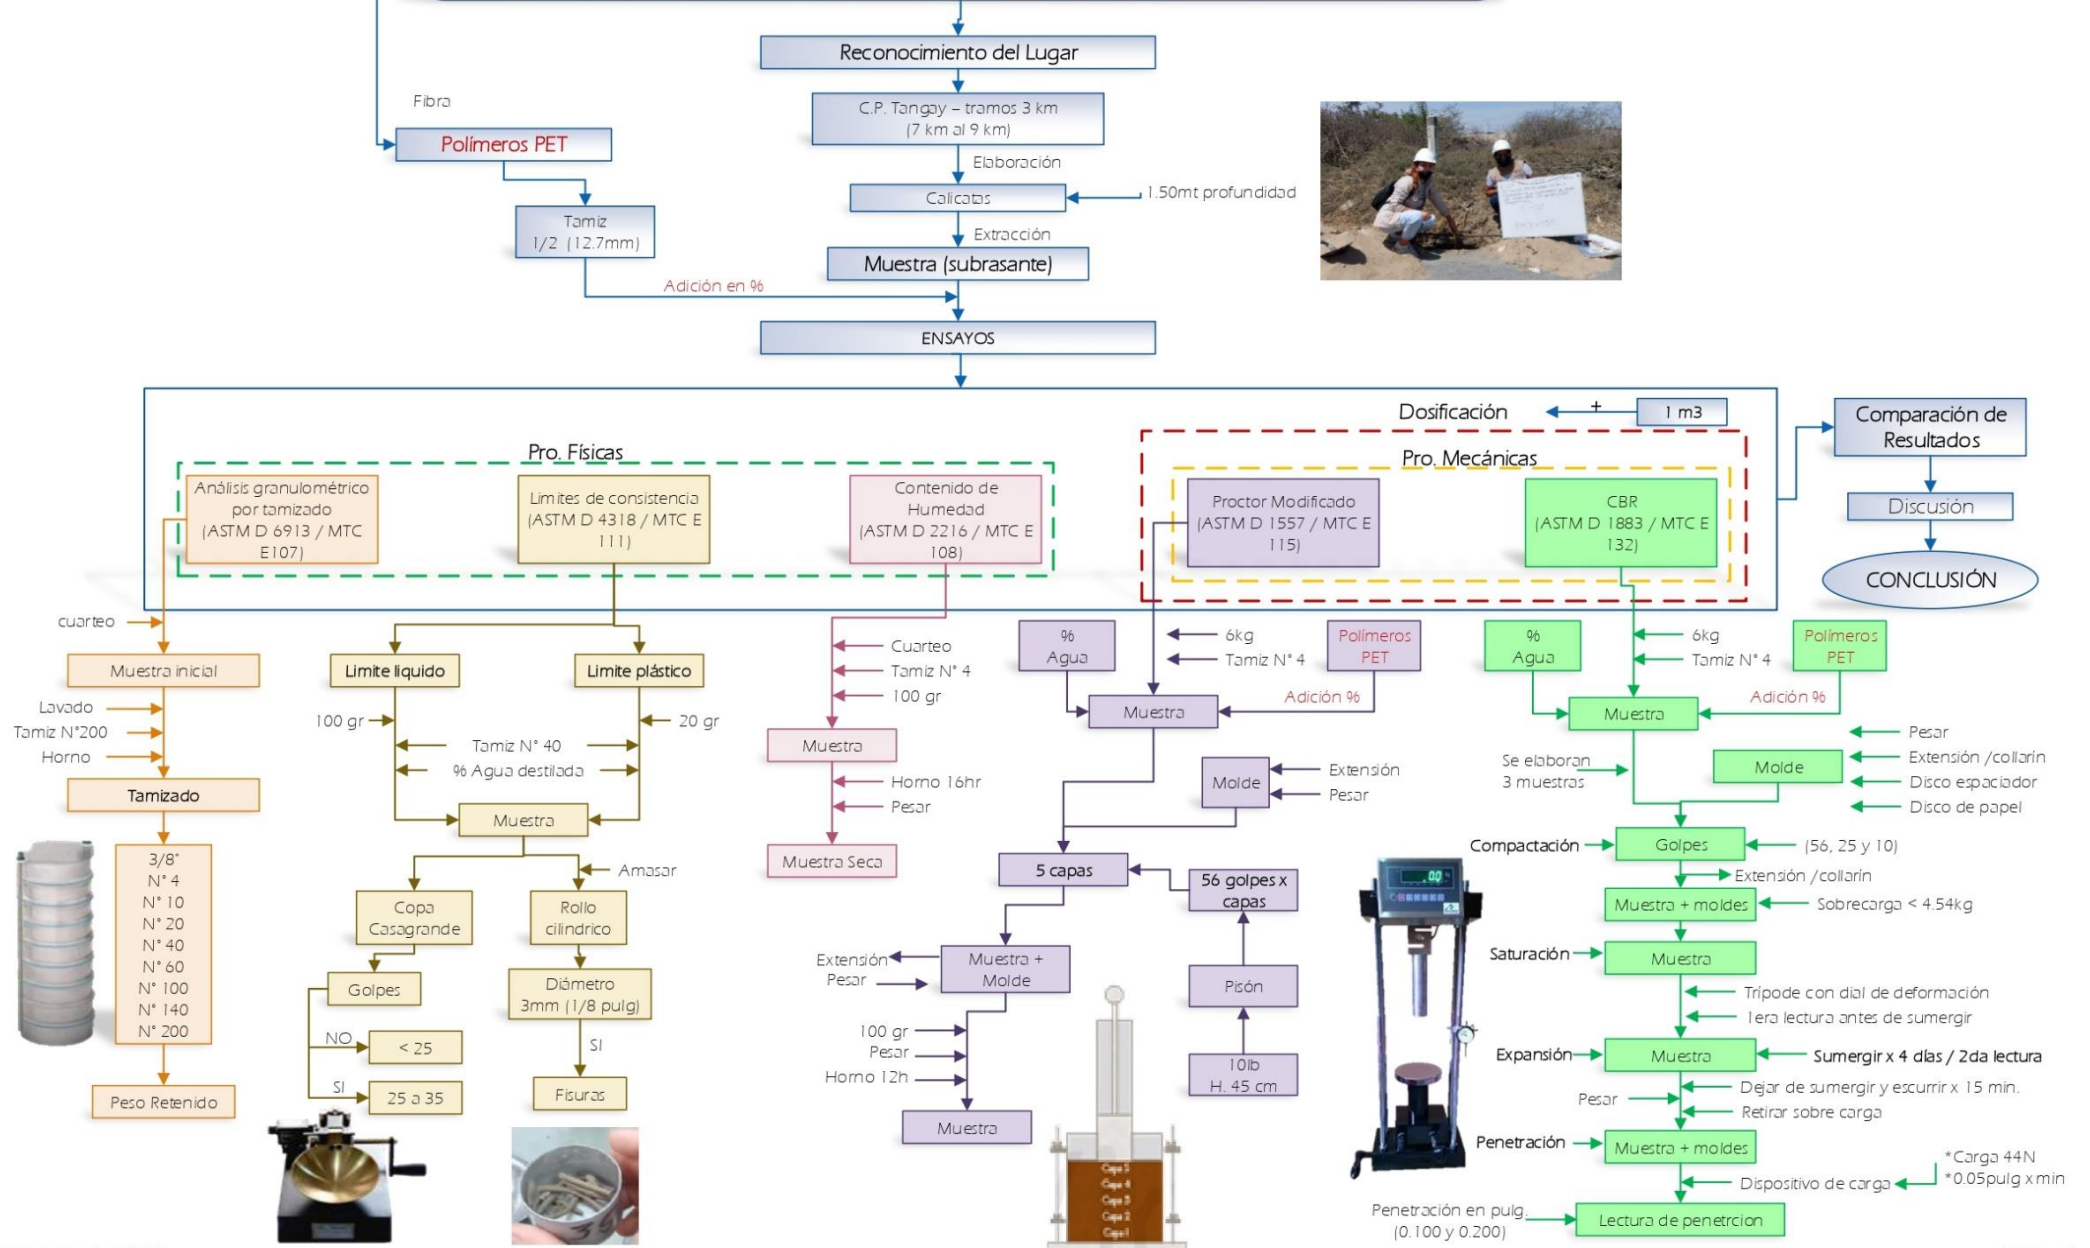 Reconocimiento del Lugar
Fibra
C.P. Tangay – tramos 3 km
(7 km al 9 km)
Polímeros PET
Elaboración
Calicatas
1.50mt profundidad
Tamiz
1/2 (12.7mm)
Extracción
Muestra (subrasante)
Adición en %
ENSAYOS
Dosificación
+
1 m3
Comparación de
Resultados
Discusión
CONCLUSIÓN
Pro. Físicas
Análisis granulométrico
por tamizado
(ASTM D 6913 / MTC
E107)
Limites de consistencia
(ASTM D 4318 / MTC E
111)
Contenido de
Humedad
(ASTM D 2216 / MTC E
108)
Pro. Mecánicas
Proctor Modificado
(ASTM D 1557 / MTC E
115)
CBR
(ASTM D 1883 / MTC E
132)
cuarteo
Muestra inicial
Lavado
Tamiz N°200
Horno
Tamizado
3/8"
N° 4
N° 10
N° 20
N° 40
N° 60
N° 100
N° 140
N° 200
Peso Retenido
Limite liquido
Limite plástico
100 gr
20 gr
Tamiz N° 40
% Agua destilada
Muestra
Amasar
Copa
Casagrande
Rollo
cilindrico
Golpes
Diámetro
3mm (1/8 pulg)
NO
< 25
SI
25 a 35
SI
Fisuras
Cuarteo
Tamiz N° 4
100 gr
Muestra
Horno 16hr
Pesar
Muestra Seca
%
Agua
6kg
Tamiz N° 4
Polímeros
PET
Adición %
Muestra
Molde
Extensión
Pesar
5 capas
56 golpes x
capas
Extensión
Pesar
Muestra +
Molde
Pisón
100 gr
Pesar
Horno 12h
10lb
H. 45 cm
Muestra
Capa 5
Capa 4
Capa 3
Capa 2
Capa 1
%
Agua
6kg
Tamiz N° 4
Polímeros
PET
Adición %
Muestra
Se elaboran
3 muestras
Molde
Pesar
Extensión /collarín
Disco espaciador
Disco de papel
Compactación
Golpes
(56, 25 y 10)
Extensión /collarín
Muestra + moldes
Sobrecarga < 4.54kg
Saturación
Muestra
Trípode con dial de deformación
1era lectura antes de sumergir
Expansión
Muestra
Sumergir x 4 días / 2da lectura
Dejar de sumergir y escurrir x 15 min.
Pesar
Retirar sobre carga
Penetración
Muestra + moldes
*Carga 44N
*0.05pulg x min
Dispositivo de carga
Penetración en pulg.
(0.100 y 0.200)
Lectura de penetrcion